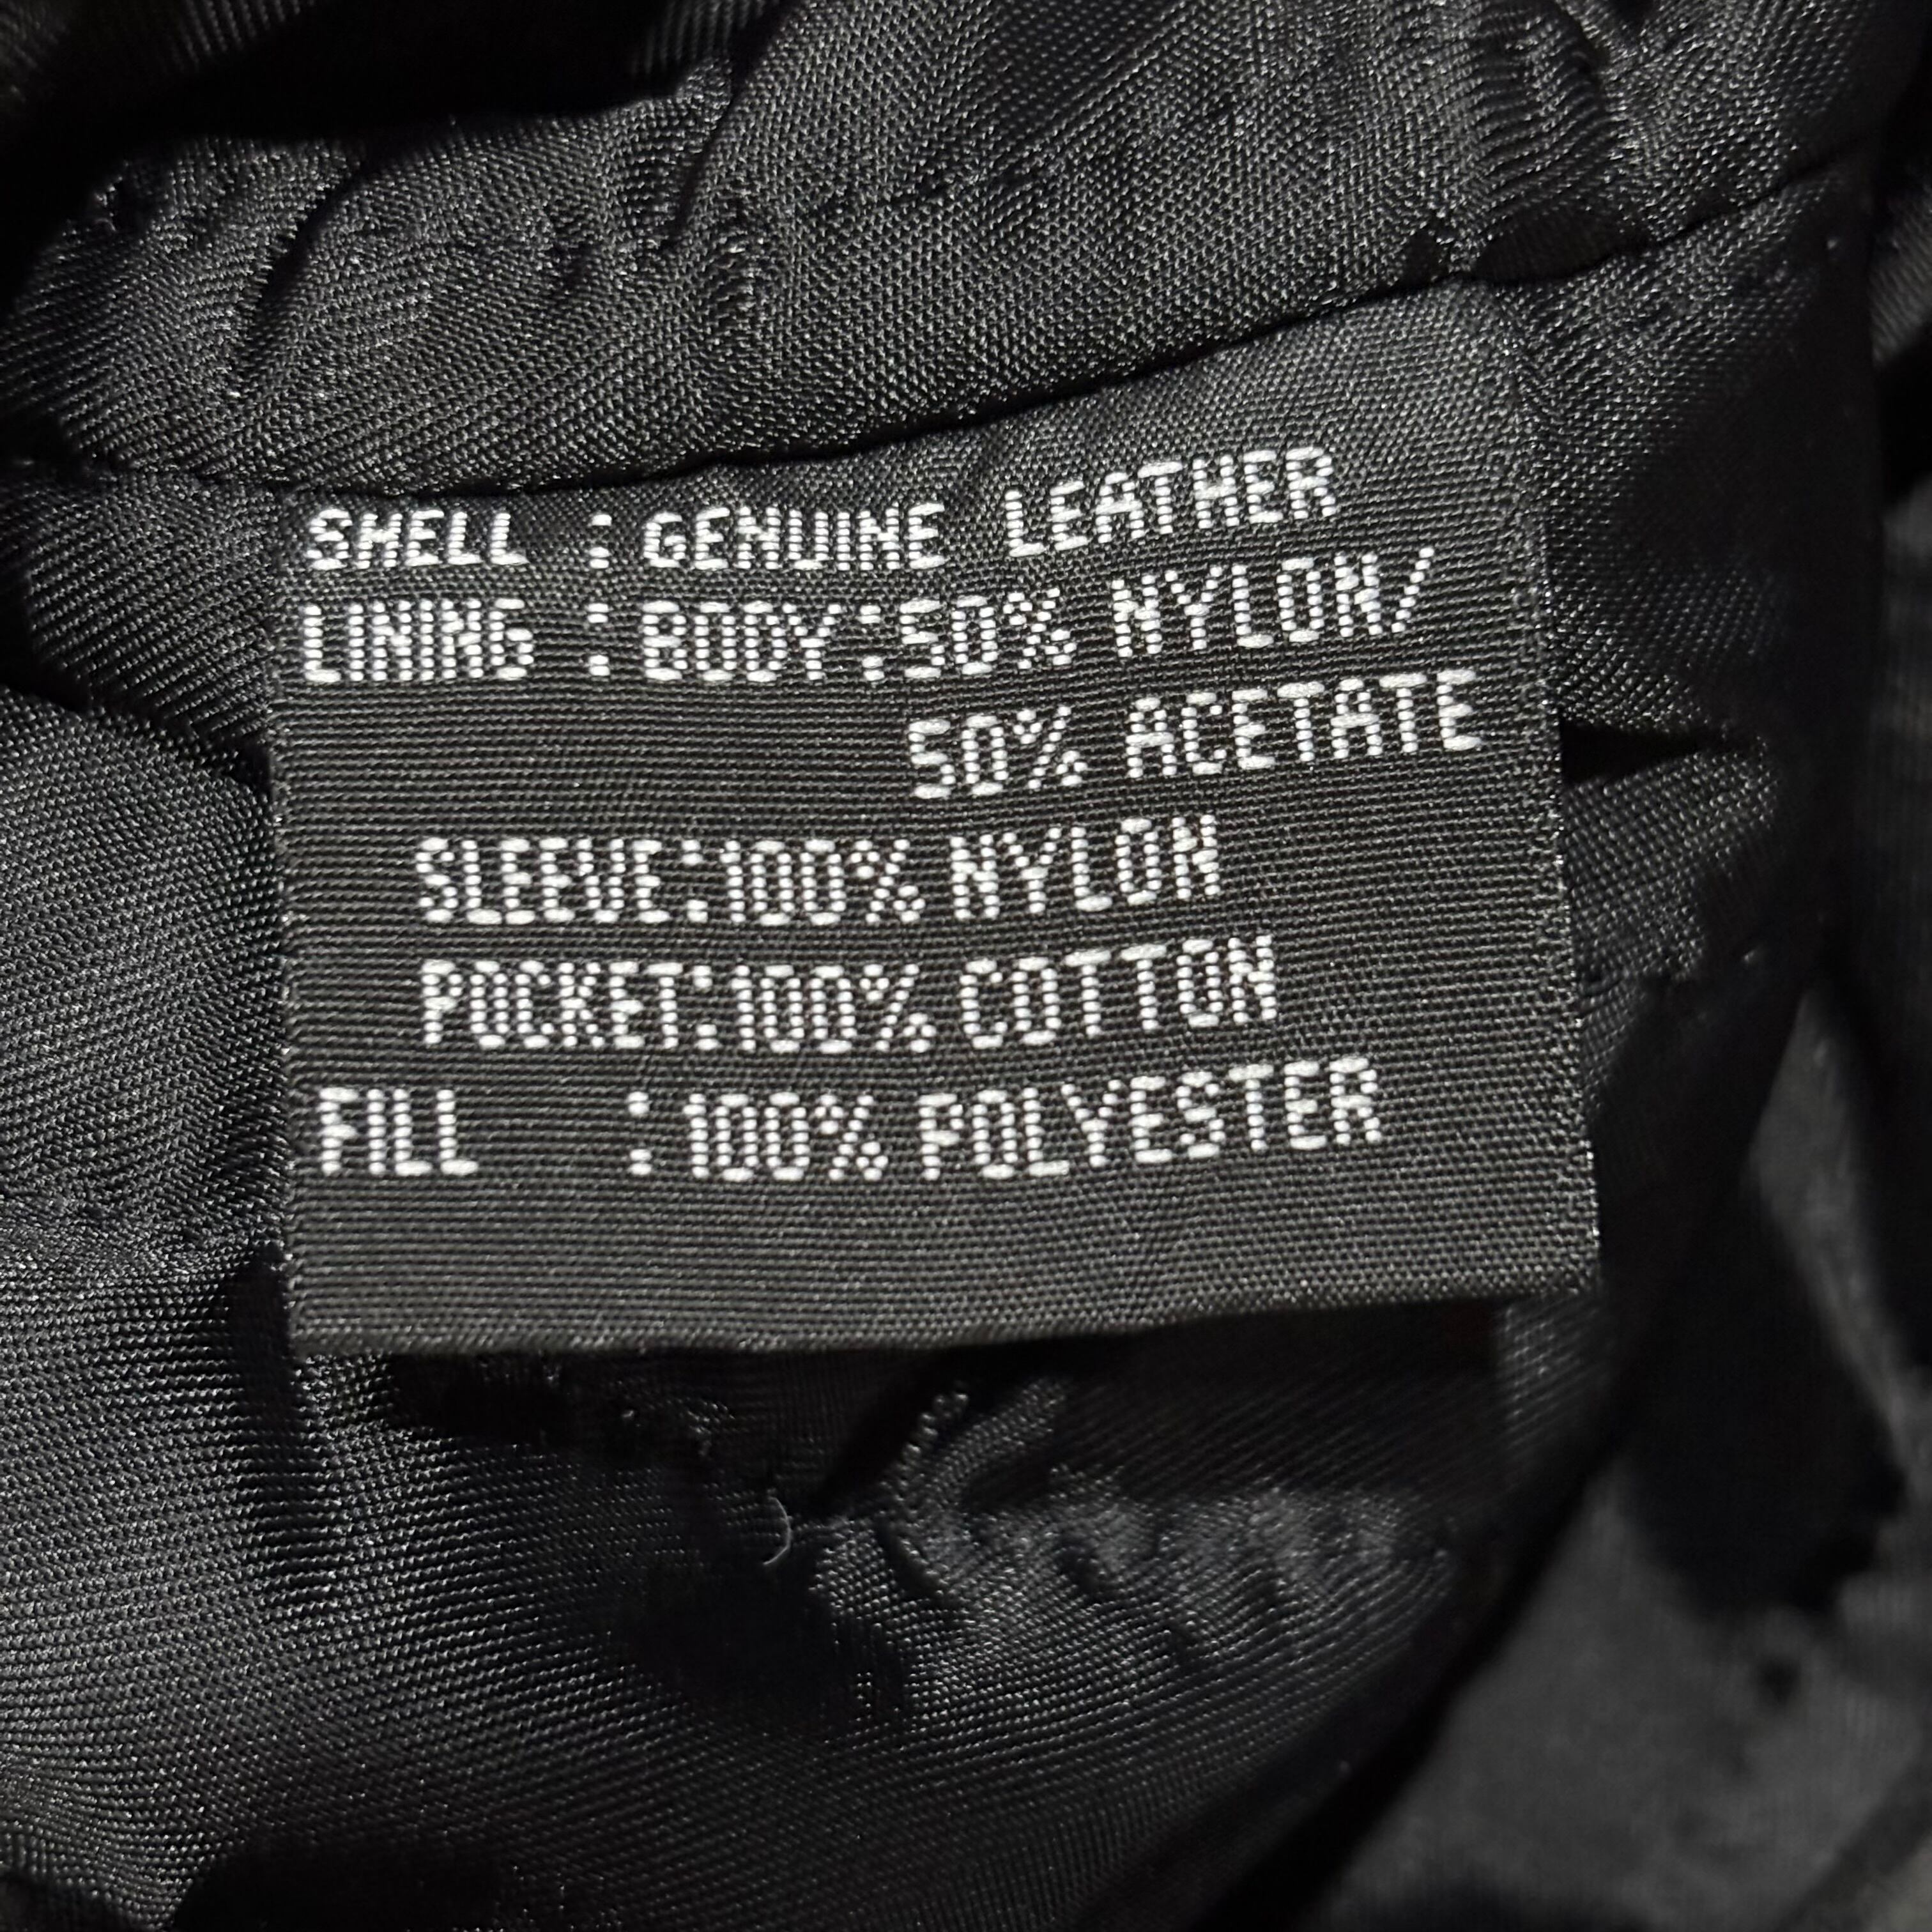 SHELL : GENUINE LEATHER
LINING : BODY:50% NYLON/
50% ACETATE
SLEEVE:100% NYLON
POCKET:100% COTTON
FILL : 100% POLYESTER